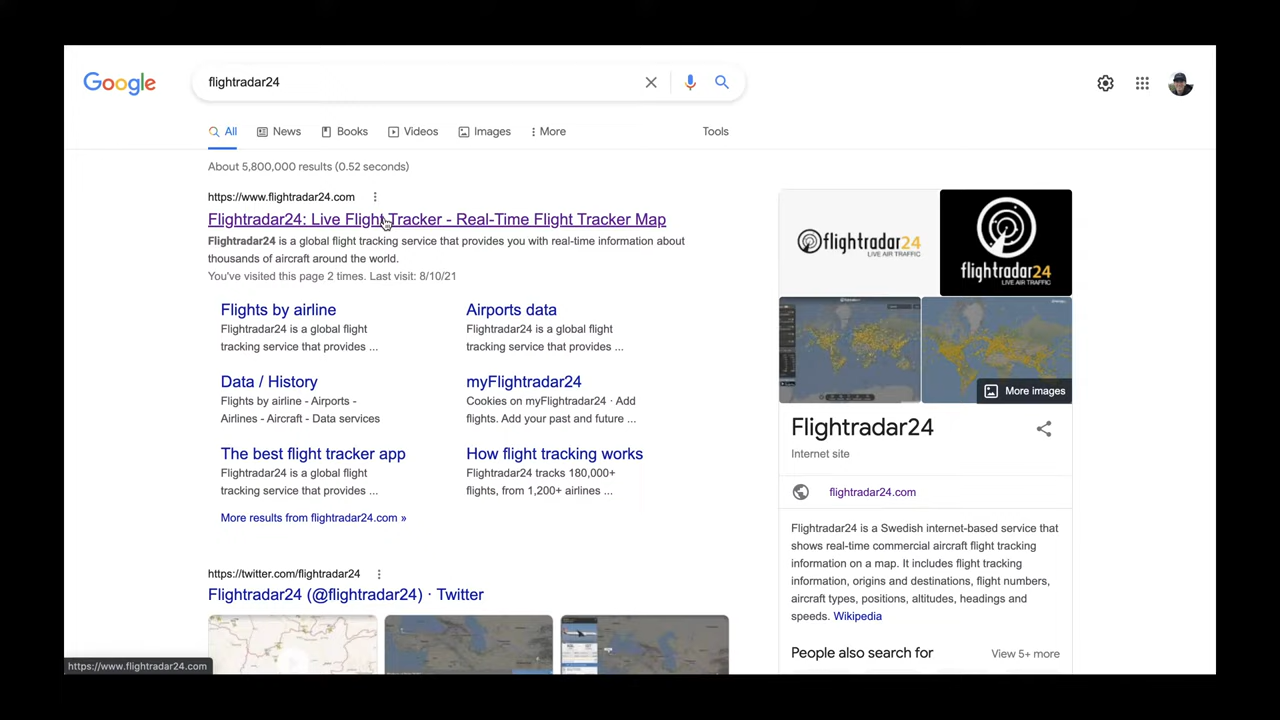 Google
flightradar24
All
News
Books
Videos
Images
More
Tools
About 5,800,000 results (0.52 seconds)
https://www.flightradar24.com
Flightradar24: Live Flight Tracker - Real-Time Flight Tracker Map
Flightradar24 is a global flight tracking service that provides you with real-time information about
thousands of aircraft around the world.
You've visited this page 2 times. Last visit: 8/10/21
Flights by airline
Flightradar24 is a global flight
tracking service that provides ...
Airports data
Flightradar24 is a global flight
tracking service that provides ...
Data / History
Flights by airline - Airports -
Airlines - Aircraft - Data services
myFlightradar24
Cookies on myFlightradar24 · Add
flights. Add your past and future ...
The best flight tracker app
Flightradar24 is a global flight
tracking service that provides ...
How flight tracking works
Flightradar24 tracks 180,000+
flights, from 1,200+ airlines ...
More results from flightradar24.com »
https://twitter.com/flightradar24
Flightradar24 (@flightradar24) · Twitter
https://www.flightradar24.com
flightradar24
LIVE AIR TRAFFIC
flightradar24
LIVE AIR TRAFFIC
More images
Flightradar24
Internet site
flightradar24.com
Flightradar24 is a Swedish internet-based service that
shows real-time commercial aircraft flight tracking
information on a map. It includes flight tracking
information, origins and destinations, flight numbers,
aircraft types, positions, altitudes, headings and
speeds. Wikipedia
People also search for
View 5+ more